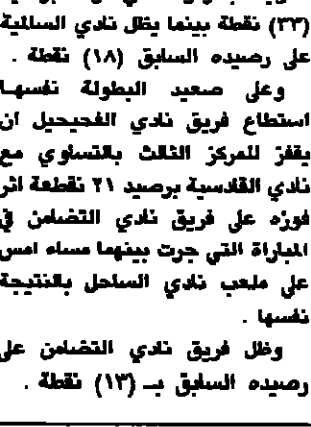 (٣٣) نقطة بينما يظل نادي السالمية
على رصيده السابق (١٨) نقطة .
وعلى صعيد البطولة نفسها
استطاع فريق نادي الفحيحيل ان
يقفز للمركز الثالث بالتساوي مع
نادي القادسية برصيد ٢١ نقطعة اثر
فوزه على فريق نادي التضامن في
المباراة التي جرت بينهما مساء امس
على ملعب نادي الساحل بالنتيجة
نفسها .
وظل فريق نادي التضامن على
رصيده السابق بـ (١٣) نقطة .